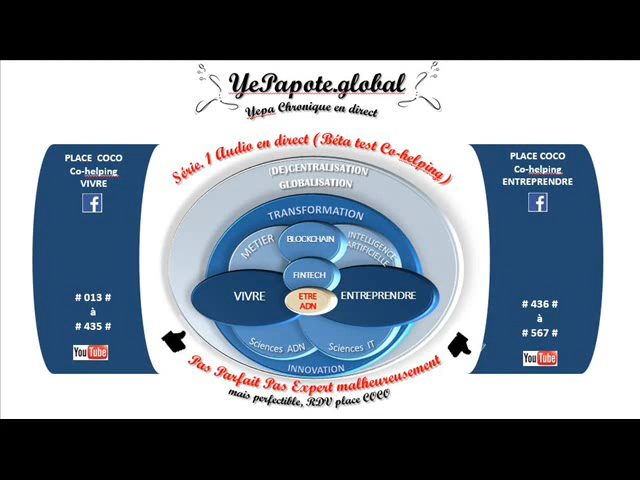 YePapote.global
Yepa Chronique en direct
Série. 1 Audio en direct (Béta test Co-helping)
PLACE COCO
Co-helping
VIVRE
# 013 #
à
# 435 #
YouTube
(DE)CENTRALISATION
GLOBALISATION
TRANSFORMATION
METIER
BLOCKCHAIN
INTELLIGENCE
ARTIFICIELLE
FINTECH
VIVRE
ETRE
ADN
ENTREPRENDRE
Sciences ADN
Sciences IT
INNOVATION
PLACE COCO
Co-helping
ENTREPRENDRE
# 436 #
à
# 567 #
YouTube
Pas Parfait Pas Expert malheureusement
mais perfectible, RDV place COCO